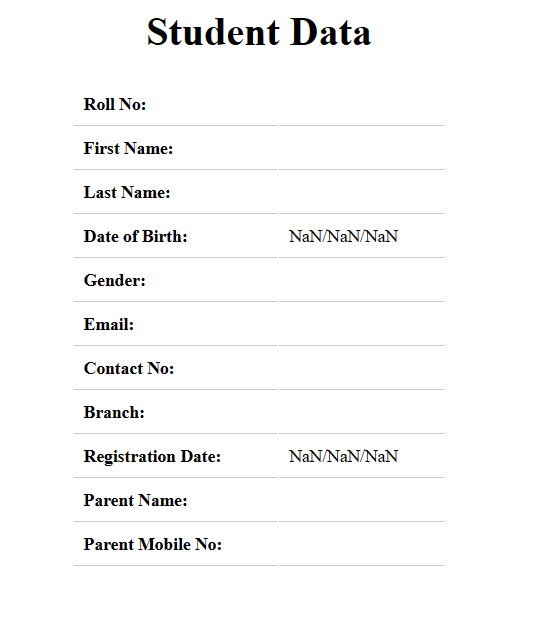 Student Data
Roll No:
First Name:
Last Name:
Date of Birth: NaN/NaN/NaN
Gender:
Email:
Contact No:
Branch:
Registration Date: NaN/NaN/NaN
Parent Name:
Parent Mobile No: